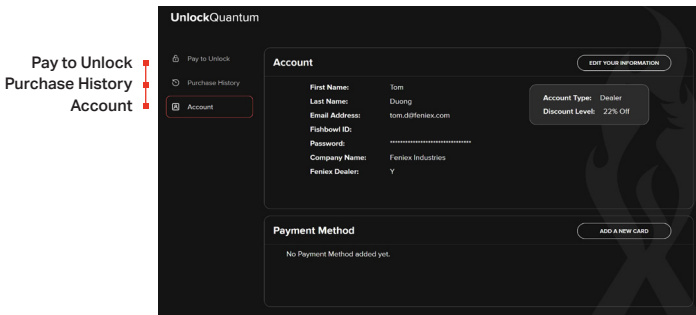 UnlockQuantum
Pay to Unlock
Purchase History
Account
Pay to Unlock
Purchase History
Account
Account
EDIT YOUR INFORMATION
First Name: Tom
Last Name: Duong
Email Address: tom.d@feniex.com
Fishbowl ID:
Password: ********************************
Company Name: Feniex Industries
Feniex Dealer: Y
Account Type: Dealer
Discount Level: 22% Off
Payment Method
ADD A NEW CARD
No Payment Method added yet.